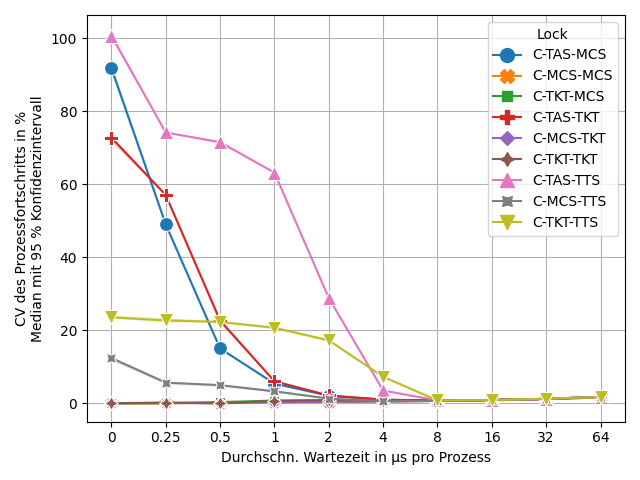 Lock
C-TAS-MCS
C-MCS-MCS
C-TKT-MCS
C-TAS-TKT
C-MCS-TKT
C-TKT-TKT
C-TAS-TTS
C-MCS-TTS
C-TKT-TTS
CV des Prozessfortschritts in %
Median mit 95 % Konfidenzintervall
100
80
60
40
20
0
0 0.25 0.5 1 2 4 8 16 32 64
Durchschn. Wartezeit in µs pro Prozess